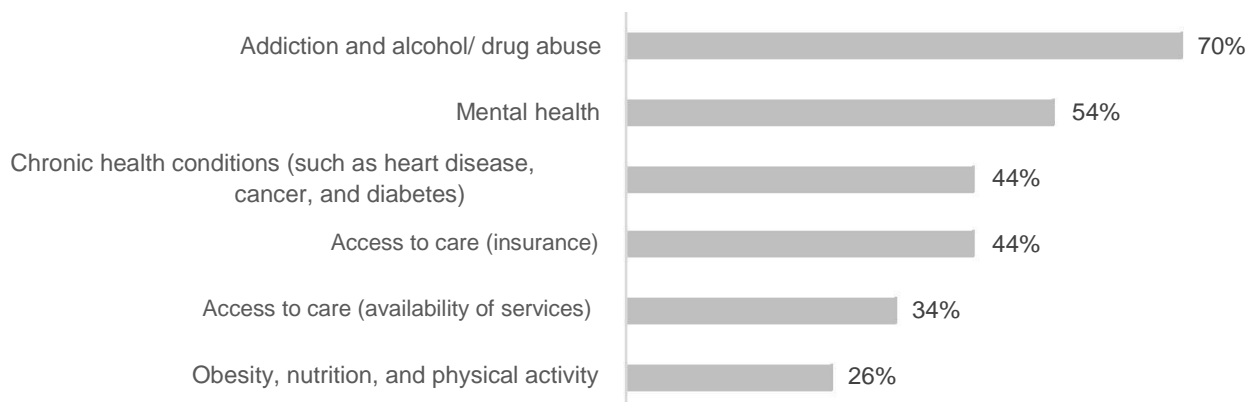 Addiction and alcohol/ drug abuse 70%
Mental health 54%
Chronic health conditions (such as heart disease,
cancer, and diabetes) 44%
Access to care (insurance) 44%
Access to care (availability of services) 34%
Obesity, nutrition, and physical activity 26%